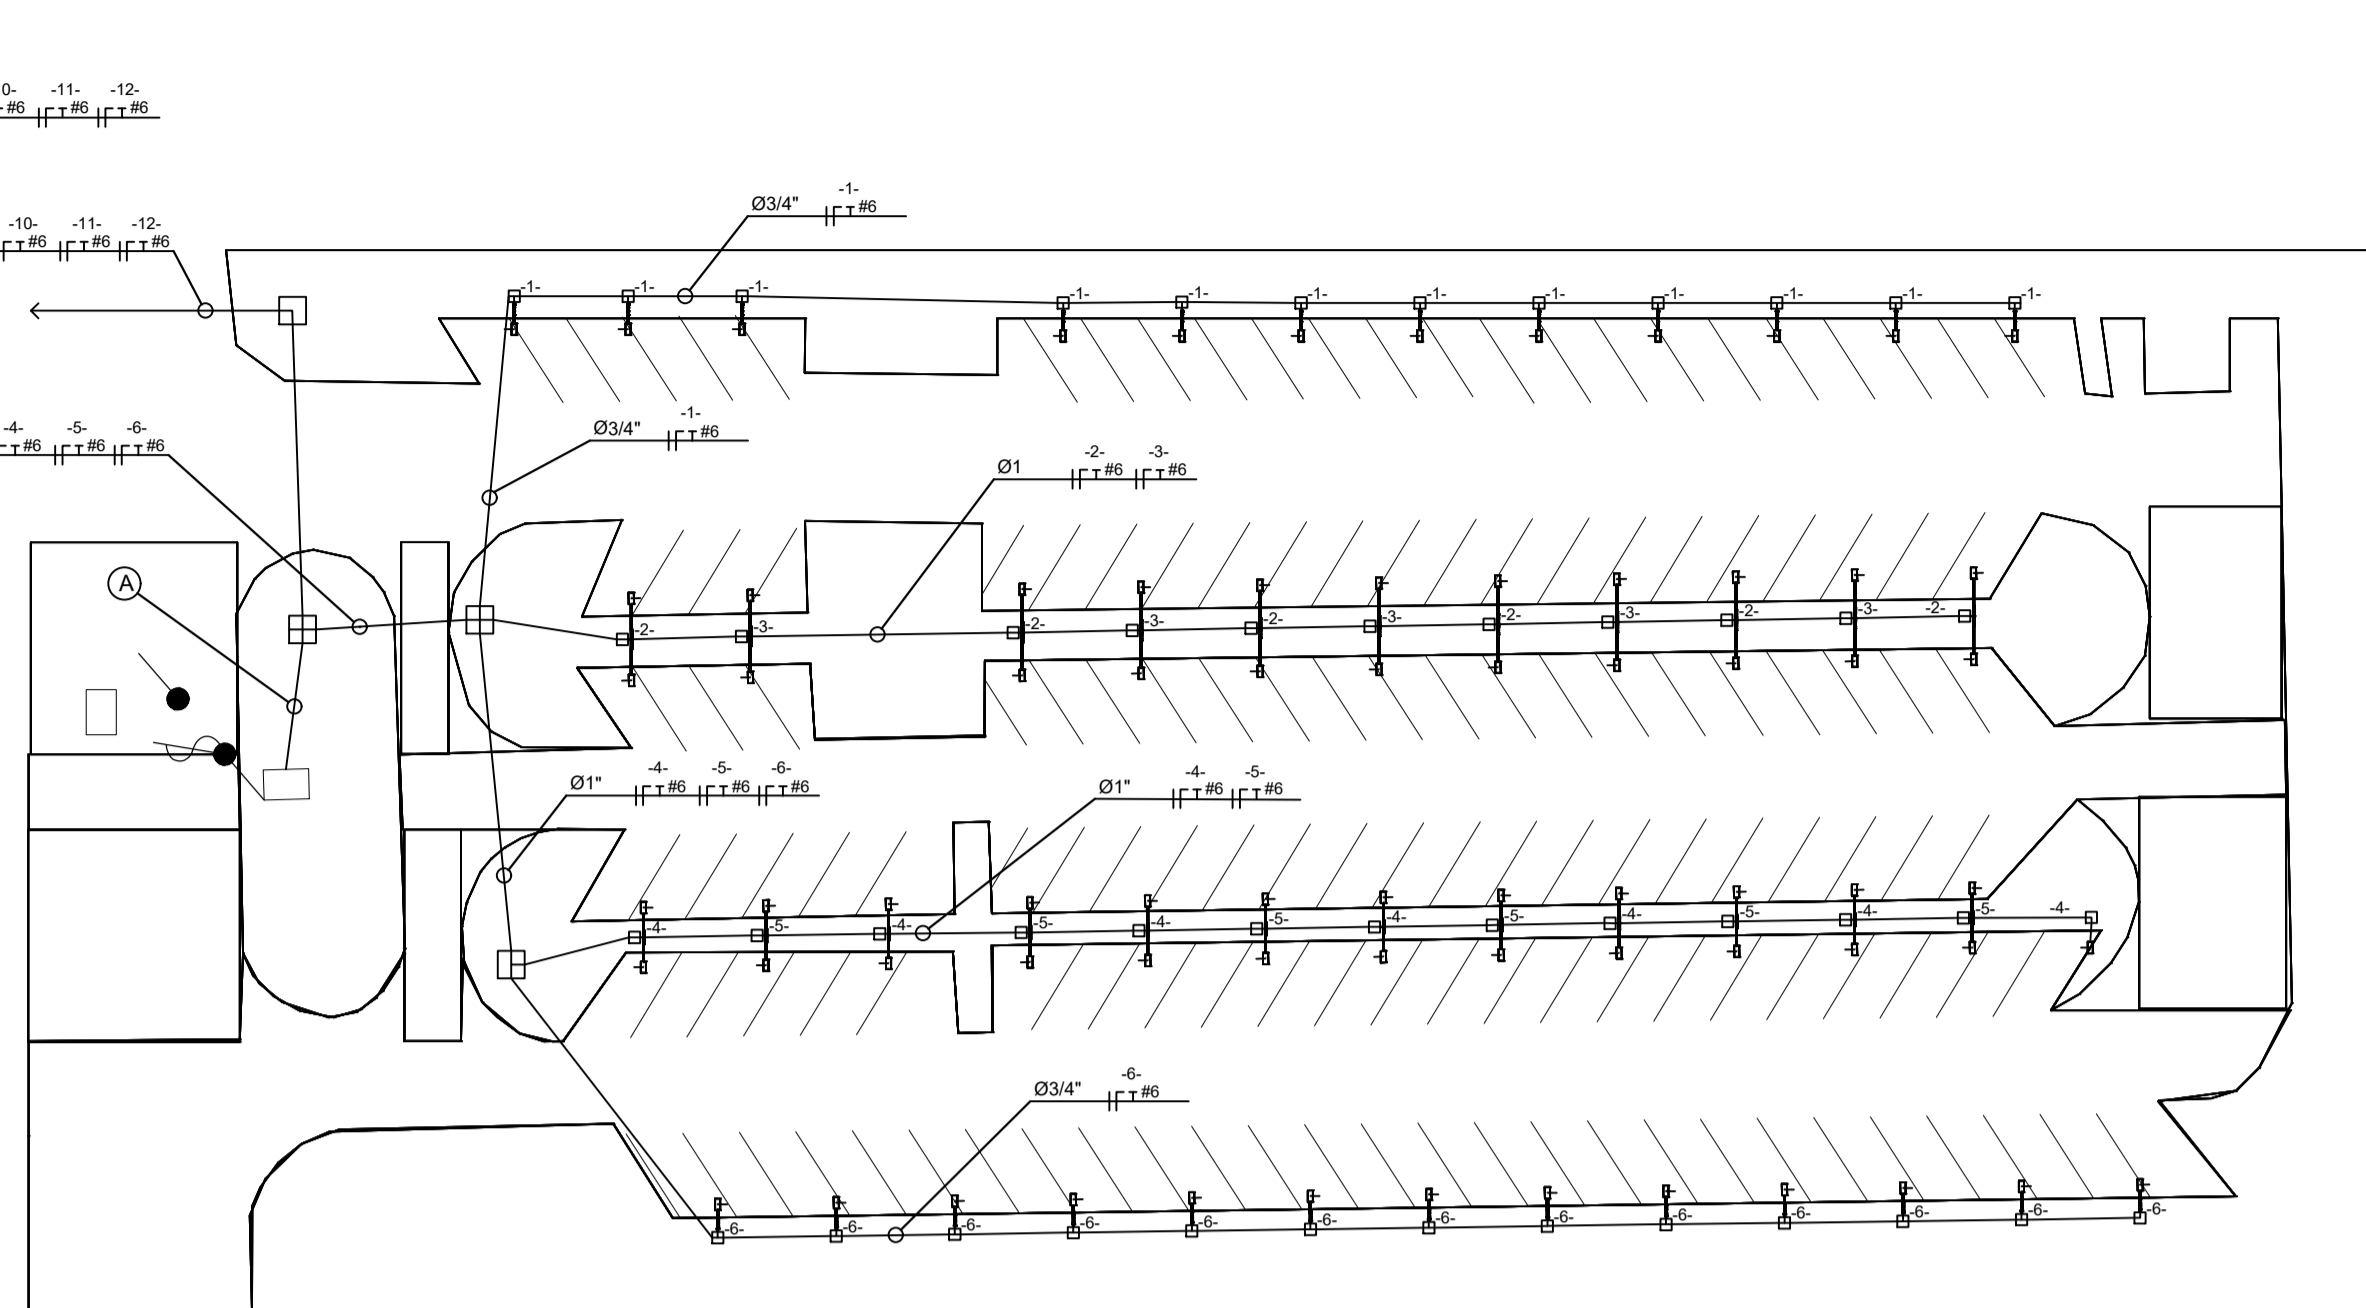 0- -11- -12-
#6 #6 #6
Ø3/4" -1-
#6
-10- -11- -12-
#6 #6 #6
-1- -1- -1- -1- -1- -1- -1- -1- -1- -1- -1- -1-
Ø3/4" -1-
#6
-4- -5- -6-
#6 #6 #6
Ø1 -2- -3-
#6 #6
A
-2- -3- -2- -3- -2- -3- -2- -3- -2- -3- -2-
Ø1" -4- -5- -6-
#6 #6 #6
Ø1" -4- -5-
#6 #6
-4- -5- -4- -5- -4- -5- -4- -5- -4- -5- -4- -5- -4-
Ø3/4" -6-
#6
-6- -6- -6- -6- -6- -6- -6- -6- -6- -6- -6- -6- -6-